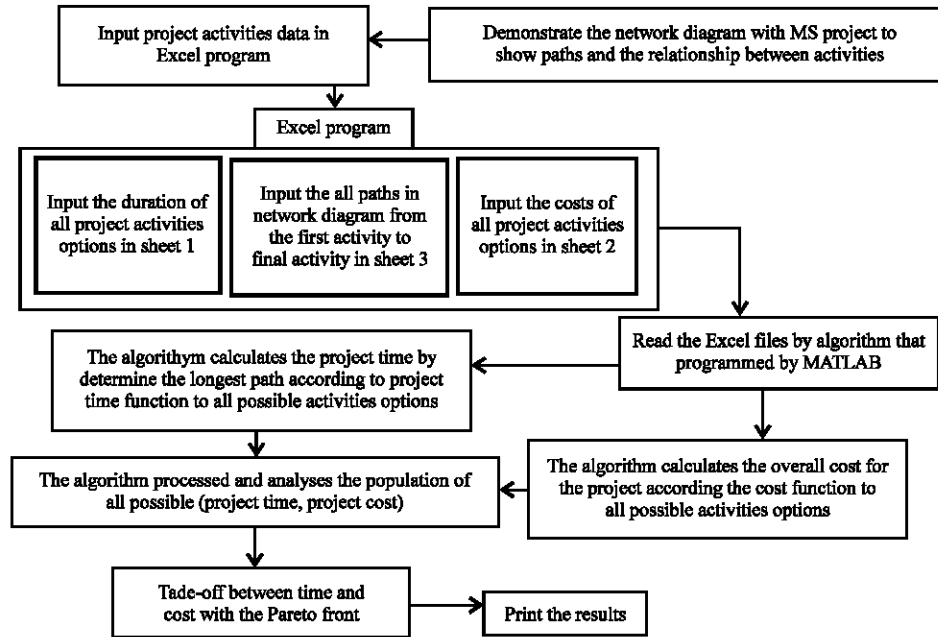 Input project activities data in
Excel program
Demonstrate the network diagram with MS project to
show paths and the relationship between activities
Excel program
Input the duration of
all project activities
options in sheet 1
Input the all paths in
network diagram from
the first activity to
final activity in sheet 3
Input the costs of
all project activities
options in sheet 2
Read the Excel files by algorithm that
programmed by MATLAB
The algorithym calculates the project time by
determine the longest path according to project
time function to all possible activities options
The algorithm calculates the overall cost for
the project according the cost function to
all possible activities options
The algorithm processed and analyses the population of
all possible (project time, project cost)
Tade-off between time and
cost with the Pareto front
Print the results